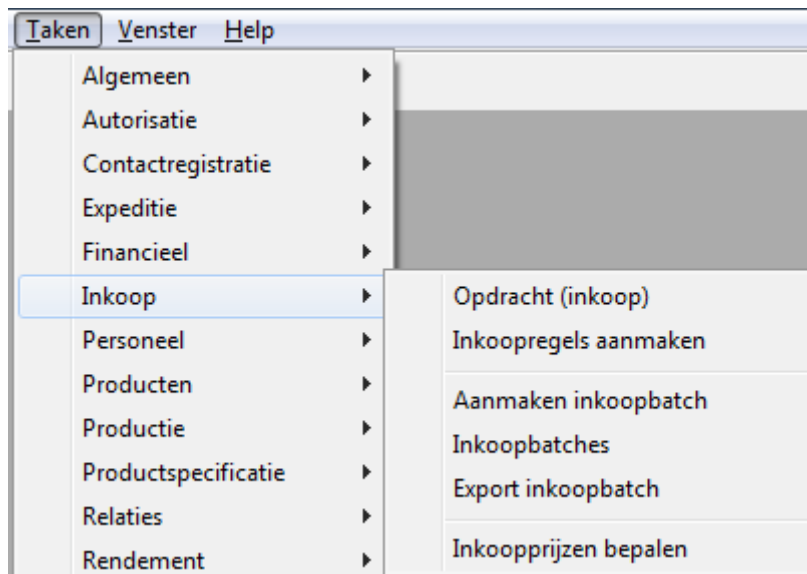 Taken Venster Help
Algemeen
Autorisatie
Contactregistratie
Expeditie
Financieel
Inkoop
Personeel
Producten
Productie
Productspecificatie
Relaties
Rendement
Opdracht (inkoop)
Inkoopregels aanmaken
Aanmaken inkoopbatch
Inkoopbatches
Export inkoopbatch
Inkoopprijzen bepalen